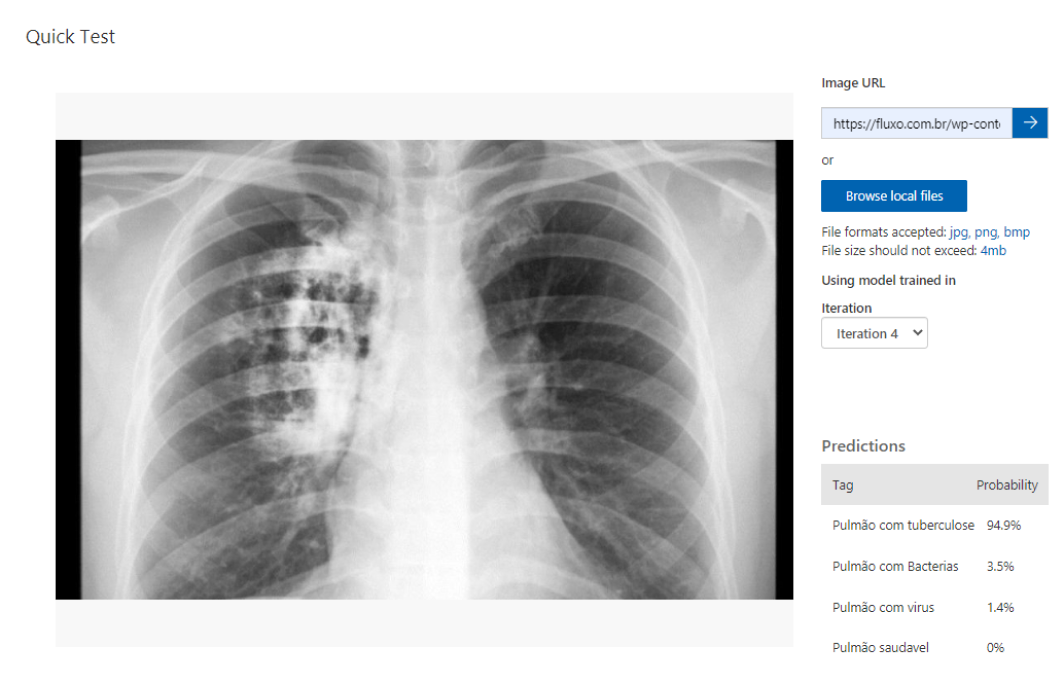 Quick Test
Image URL
https://fluxo.com.br/wp-conti
or
Browse local files
File formats accepted: jpg, png, bmp
File size should not exceed: 4mb
Using model trained in
Iteration
Iteration 4
Predictions
Tag Probability
Pulmão com tuberculose 94.9%
Pulmão com Bacterias 3.5%
Pulmão com virus 1.4%
Pulmão saudavel 0%